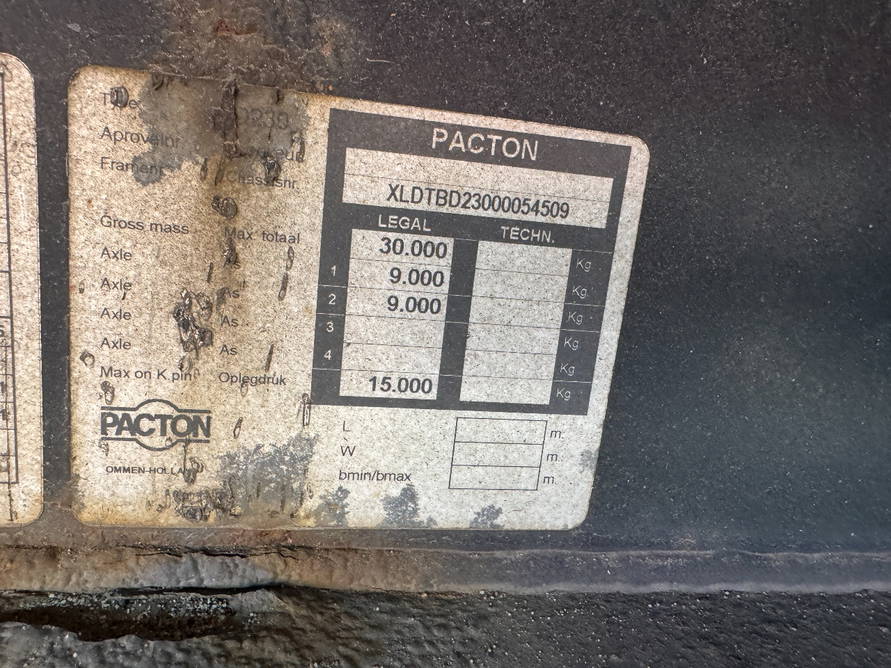 PACTON
XLDTBD23000054509
LEGAL TECHN.
Gross mass Max totaal 30.000 Kg
Axle As 1 9.000 Kg
Axle As 2 9.000 Kg
Axle As 3 Kg
Axle As 4 Kg
Max on K.pin Oplegdruk 15.000 Kg
PACTON
L m
W m
bmin/bmax m